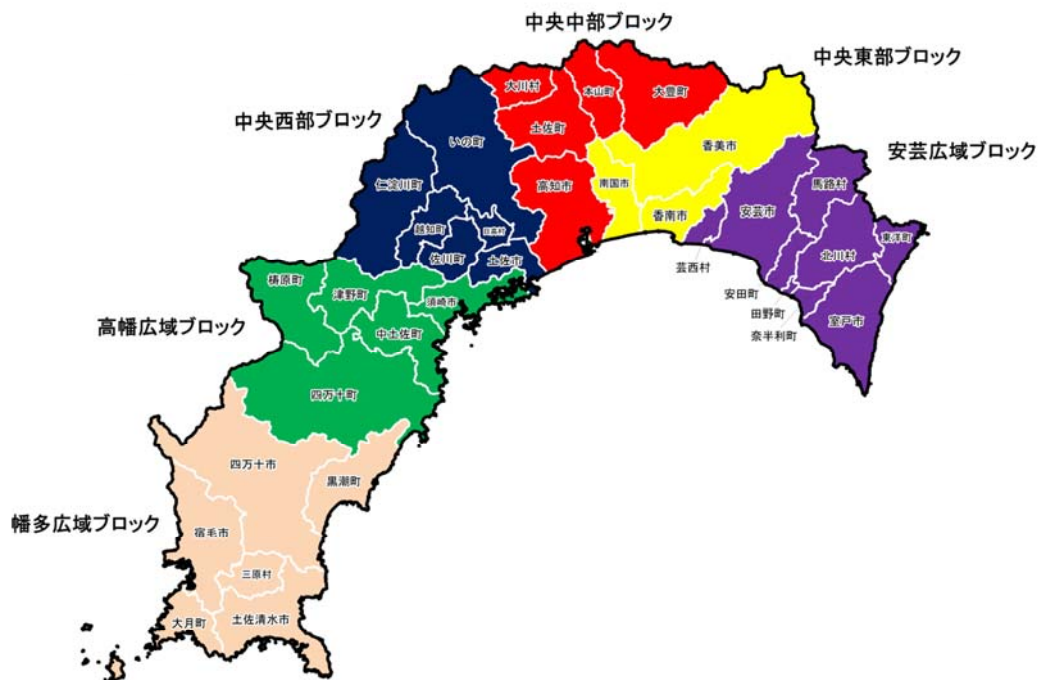 中央中部ブロック
中央東部ブロック
中央西部ブロック
安芸広域ブロック
高幡広域ブロック
幡多広域ブロック
大川村
本山町
大豊町
土佐町
高知市
いの町
仁淀川町
越知町
日高村
佐川町
土佐市
南国市
香美市
香南市
安芸市
馬路村
東洋町
北川村
室戸市
芸西村
安田町
田野町
奈半利町
梼原町
津野町
須崎市
中土佐町
四万十町
四万十市
黒潮町
宿毛市
三原村
大月町
土佐清水市